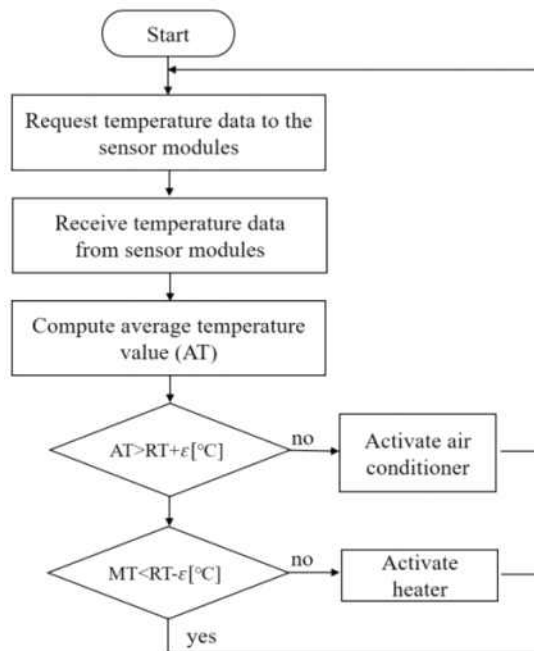 Start
Request temperature data to the
sensor modules
Receive temperature data
from sensor modules
Compute average temperature
value (AT)
AT>RT+ε[°C]
no
Activate air
conditioner
MT<RT-ε[°C]
no
Activate
heater
yes